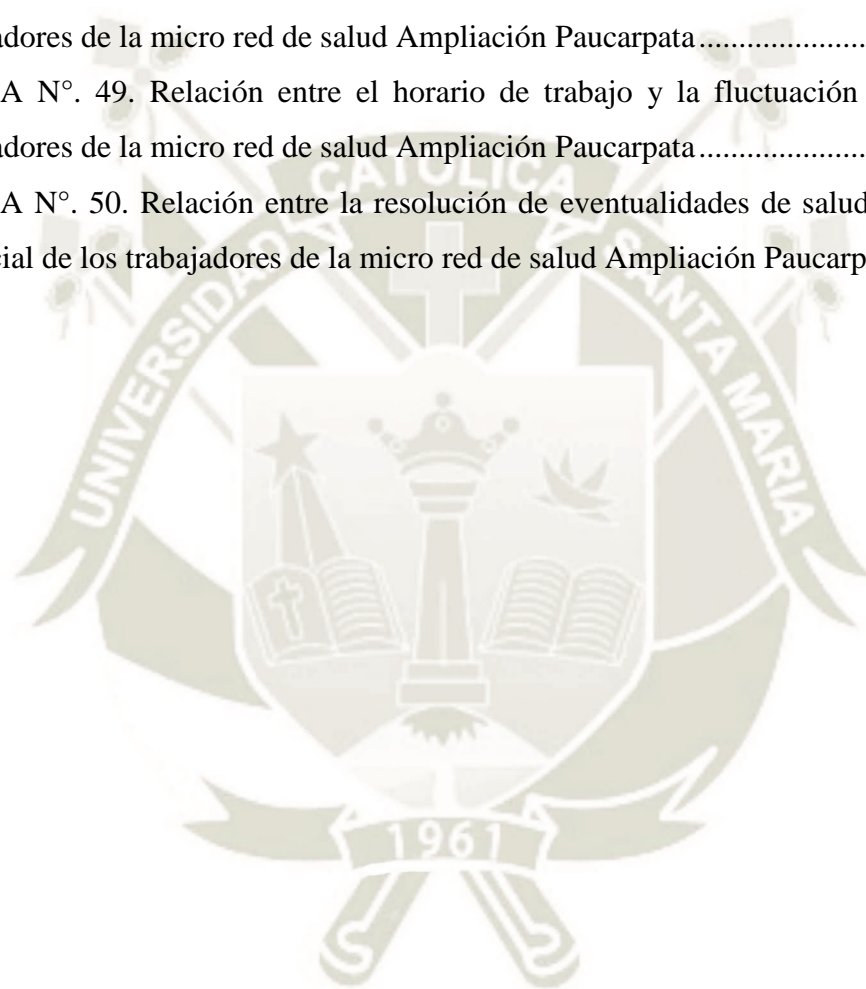 adores de la micro red de salud Ampliación Paucarpata.....................
A N°. 49. Relación entre el horario de trabajo y la fluctuación
adores de la micro red de salud Ampliación Paucarpata.....................
A N°. 50. Relación entre la resolución de eventualidades de salud
cial de los trabajadores de la micro red de salud Ampliación Paucarp
UNIVERSIDAD CATOLICA SANTA MARIA
1961
S S